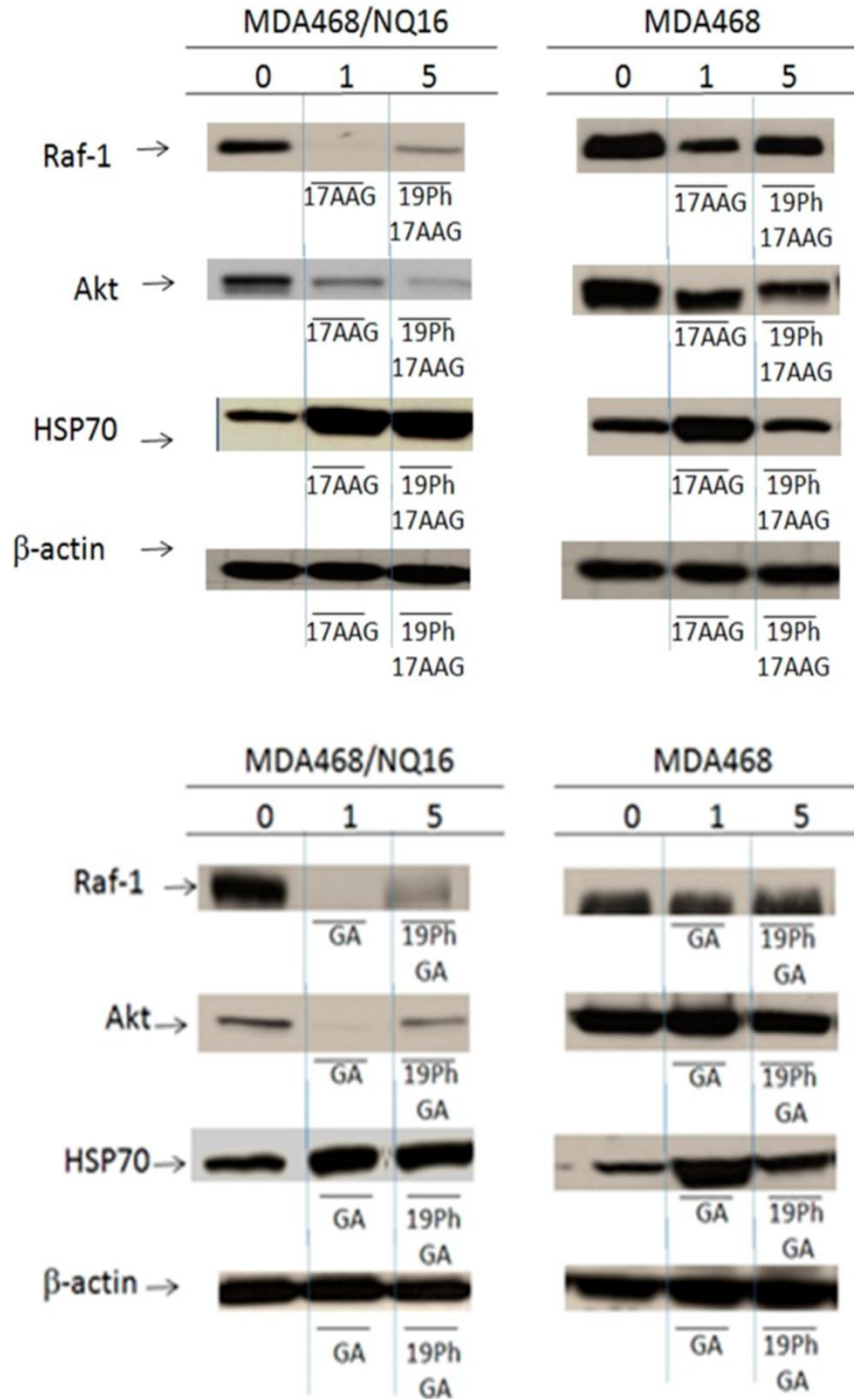 MDA468/NQ16 MDA468
0 1 5 0 1 5
Raf-1
17AAG 19Ph 17AAG 19Ph
17AAG 17AAG
Akt
17AAG 19Ph 17AAG 19Ph
17AAG 17AAG
HSP70
17AAG 19Ph 17AAG 19Ph
17AAG 17AAG
β-actin
17AAG 19Ph 17AAG 19Ph
17AAG 17AAG
MDA468/NQ16 MDA468
0 1 5 0 1 5
Raf-1
GA 19Ph GA 19Ph
GA GA
Akt
GA 19Ph GA 19Ph
GA GA
HSP70
GA 19Ph GA 19Ph
GA GA
β-actin
GA 19Ph GA 19Ph
GA GA